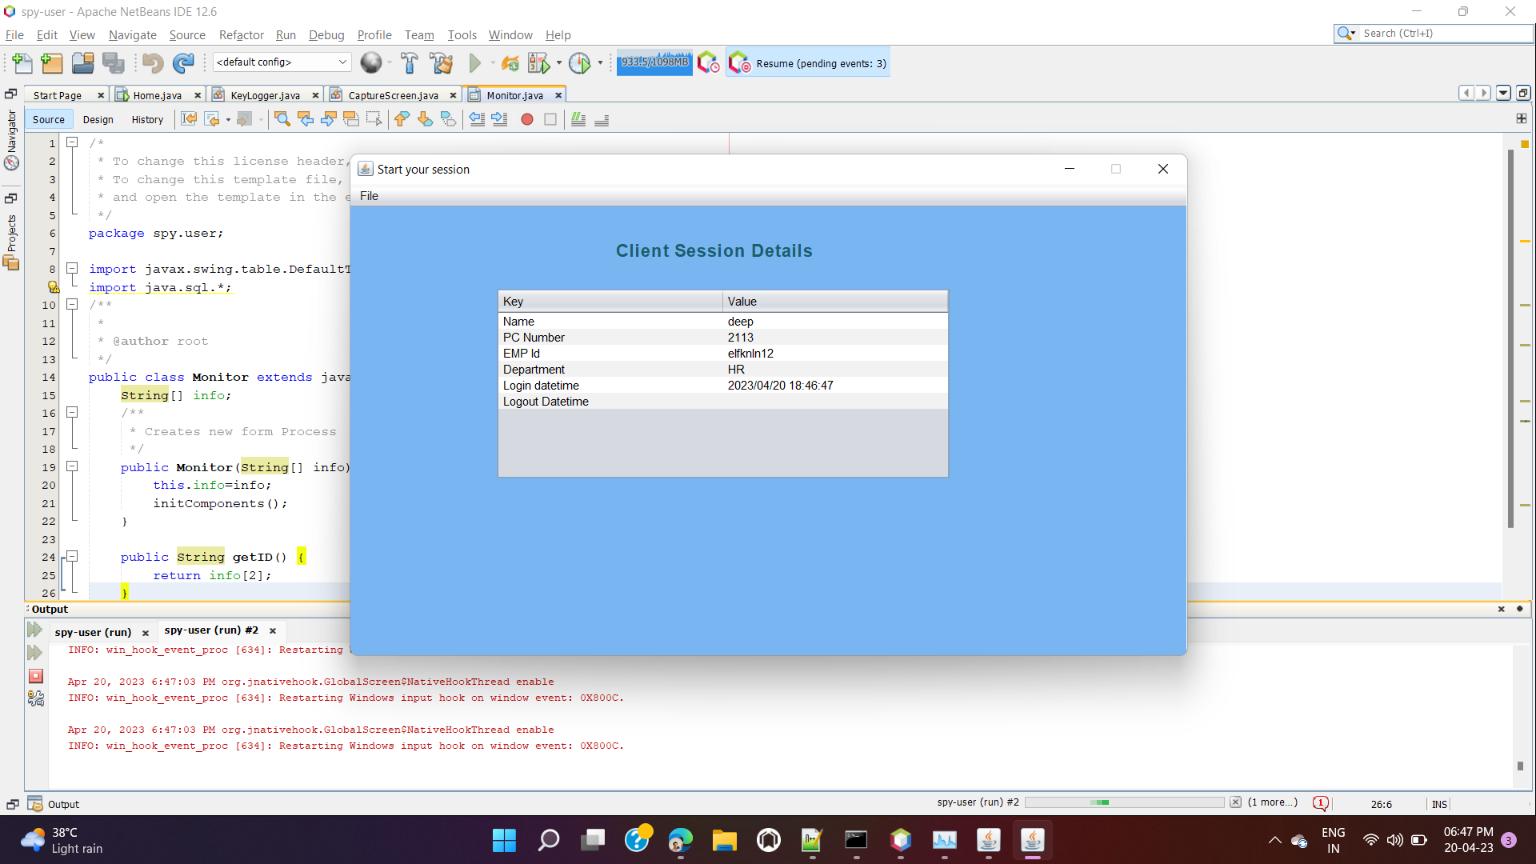 spy-user - Apache NetBeans IDE 12.6
File Edit View Navigate Source Refactor Run Debug Profile Team Tools Window Help
Search (Ctrl+I)
<default config>
933.5/1098MB
Resume (pending events: 3)
Start Page
Home.java
KeyLogger.java
CaptureScreen.java
Monitor.java
Source Design History
Navigator
Projects
1 /*
2 * To change this license header,
3 * To change this template file,
4 * and open the template in the e
5 */
6 package spy.user;
7
8 import javax.swing.table.DefaultT
import java.sql.*;
10 /**
11 *
12 * @author root
13 */
14 public class Monitor extends java
15 String[] info;
16 /**
17 * Creates new form Process
18 */
19 public Monitor(String[] info)
20 this.info=info;
21 initComponents();
22 }
23
24 public String getID() {
25 return info[2];
26 }
Start your session
File
Client Session Details
Key Value
Name deep
PC Number 2113
EMP Id elfknln12
Department HR
Login datetime 2023/04/20 18:46:47
Logout Datetime
Output
spy-user (run)
spy-user (run) #2
INFO: win_hook_event_proc [634]: Restarting
Apr 20, 2023 6:47:03 PM org.jnativehook.GlobalScreen$NativeHookThread enable
INFO: win_hook_event_proc [634]: Restarting Windows input hook on window event: 0X800C.
Apr 20, 2023 6:47:03 PM org.jnativehook.GlobalScreen$NativeHookThread enable
INFO: win_hook_event_proc [634]: Restarting Windows input hook on window event: 0X800C.
Output
spy-user (run) #2
(1 more...)
1
26:6
INS
38°C
Light rain
ENG
IN
06:47 PM
20-04-23
3